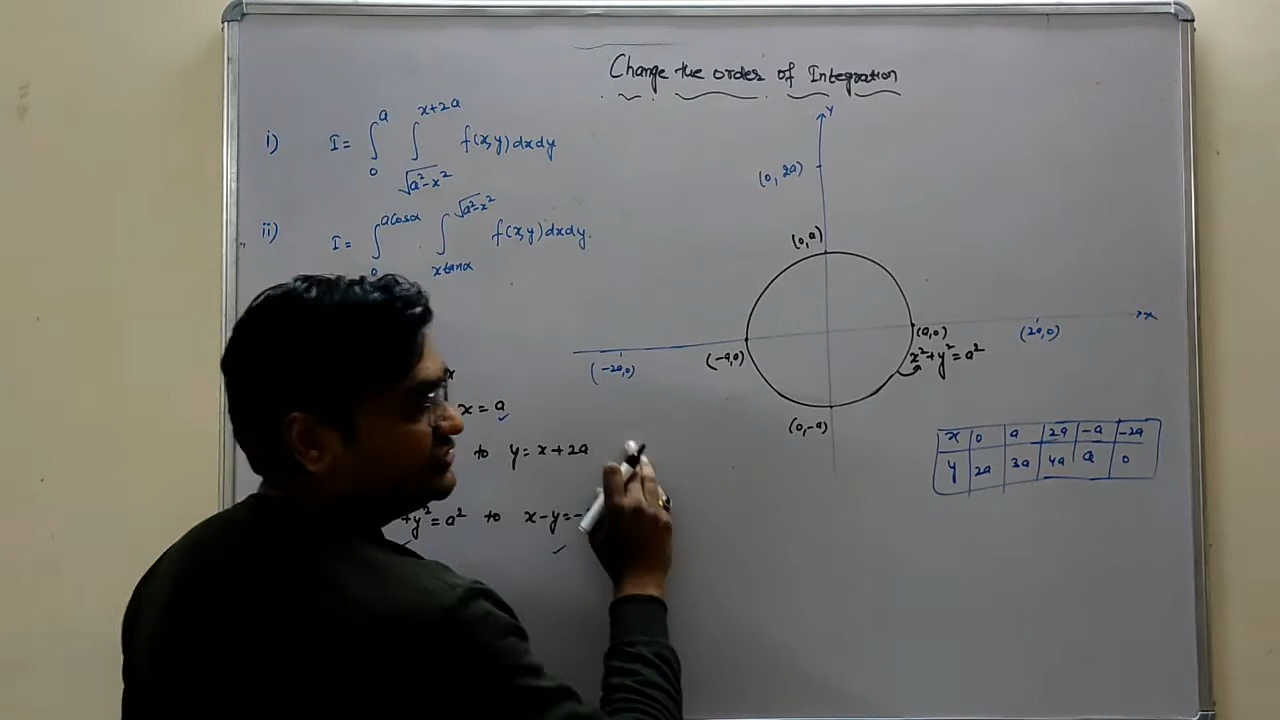 Change the order of Integration
i) I = ∫₀^a ∫_{√a²-x²}^{x+2a} f(x,y) dx dy
ii) I = ∫₀^{a cosα} ∫_{x tanα}^{√a²-x²} f(x,y) dx dy.
x = a
to y = x + 2a
+y² = a² to x-y = -
Y
(0, 2a)
(0, a)
X
(-2a, 0)
(-a, 0)
(a, 0)
(2a, 0)
x²+y² = a²
(0, -a)
x 0 a 2a -a -2a
y 2a 3a 4a a 0